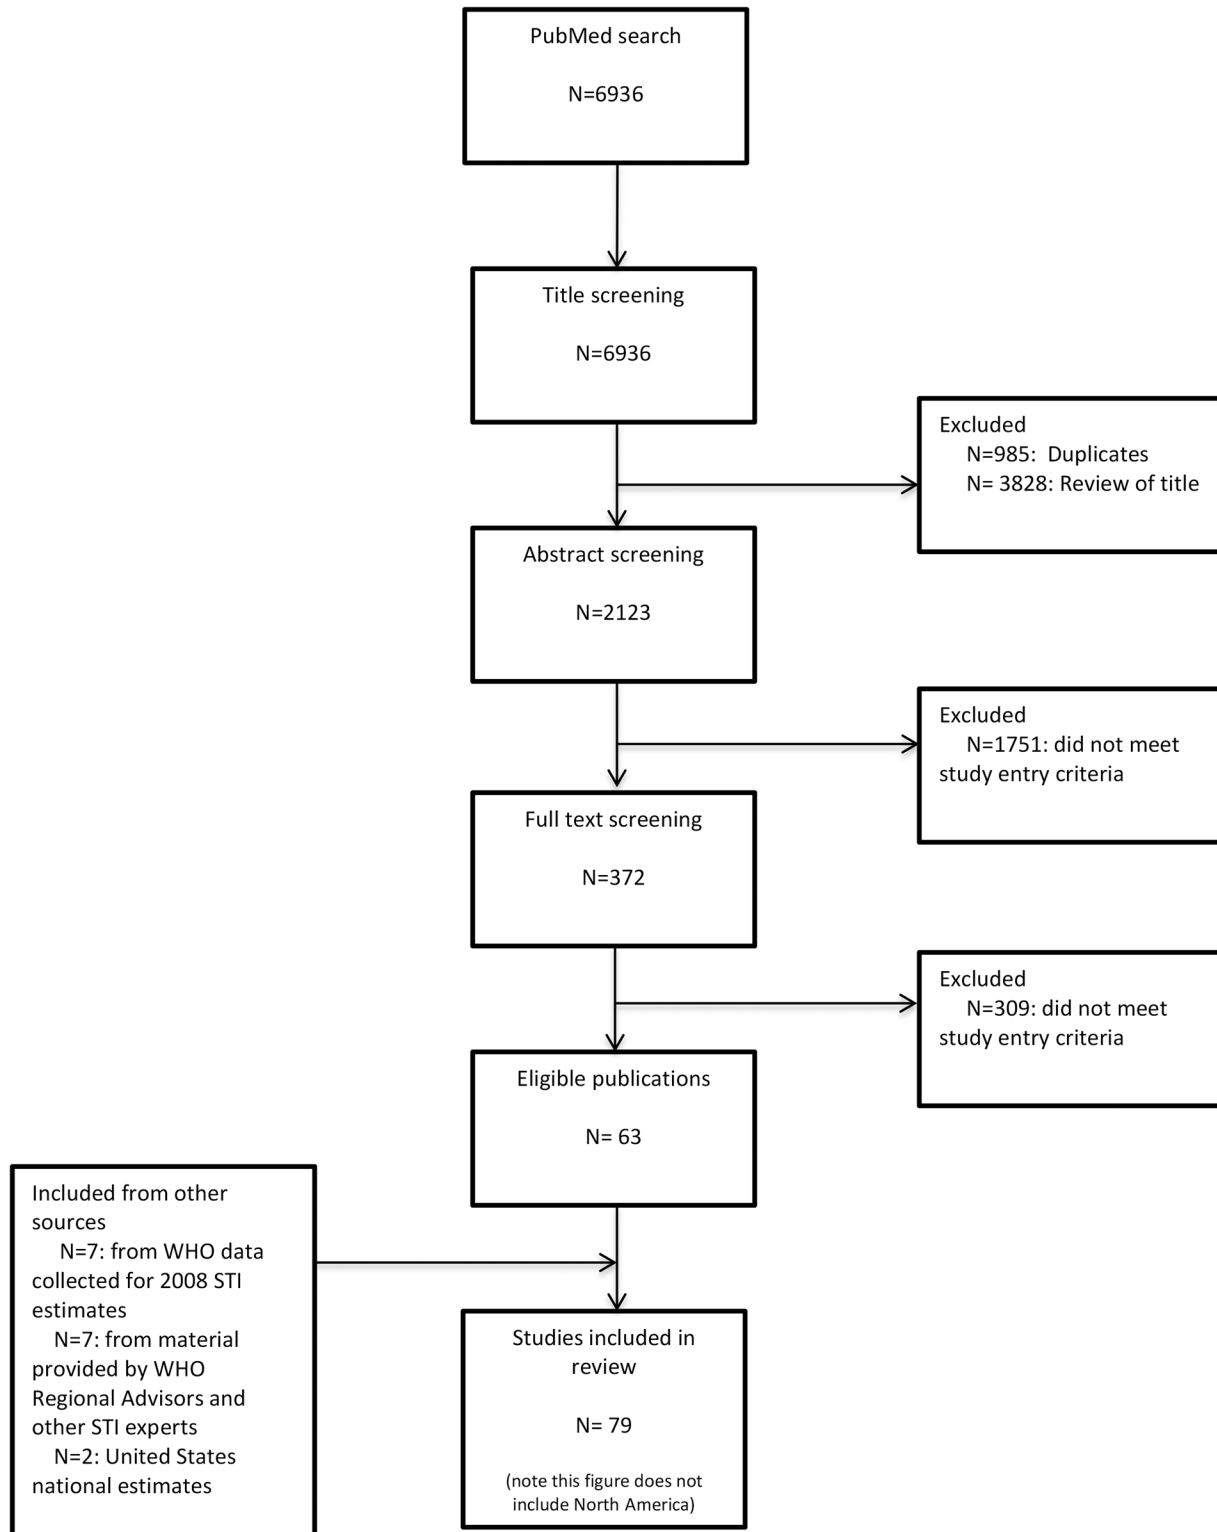 PubMed search
N=6936
Title screening
N=6936
Excluded
N=985:  Duplicates
N= 3828: Review of title
Abstract screening
N=2123
Excluded
N=1751: did not meet
study entry criteria
Full text screening
N=372
Excluded
N=309: did not meet
study entry criteria
Eligible publications
N= 63
Included from other
sources
N=7: from WHO data
collected for 2008 STI
estimates
N=7: from material
provided by WHO
Regional Advisors and
other STI experts
N=2: United States
national estimates
Studies included in
review
N= 79
(note this figure does not
include North America)